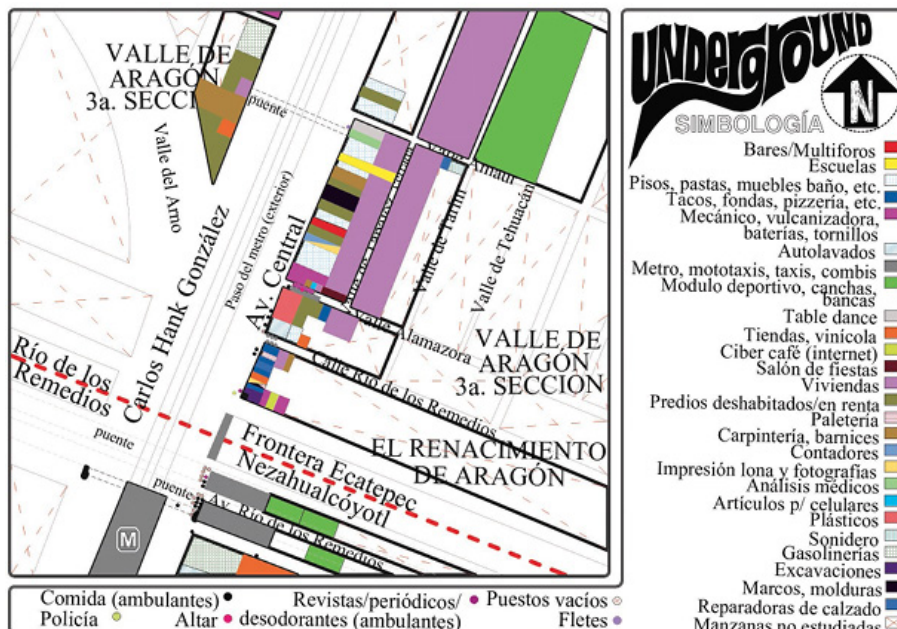 VALLE DE
ARAGÓN
3a. SECCIÓN
puente
Valle del Arno
Carlos Hank González
Paso del metro (exterior)
Av. Central
Valle de Tarim
Valle de Tehuacán
Valle Alamazora
VALLE DE
ARAGÓN
3a. SECCIÓN
Calle Río de los Remedios
Río de los
Remedios
EL RENACIMIENTO
DE ARAGÓN
Frontera Ecatepec
Nezahualcóyotl
puente
puente
Av. Río de los Remedios
M
UNDERGROUND
N
SIMBOLOGÍA
Bares/Multiforos
Escuelas
Pisos, pastas, muebles baño, etc.
Tacos, fondas, pizzería, etc.
Mecánico, vulcanizadora,
baterías, tornillos
Autolavados
Metro, mototaxis, taxis, combis
Modulo deportivo, canchas,
bancas
Table dance
Tiendas, vinícola
Ciber café (internet)
Salón de fiestas
Viviendas
Predios deshabitados/en renta
Paletería
Carpintería, barnices
Contadores
Impresión lona y fotografías
Análisis médicos
Artículos p/ celulares
Plásticos
Sonidero
Gasolinerías
Excavaciones
Marcos, molduras
Reparadoras de calzado
Manzanas no estudiadas
Comida (ambulantes)
Revistas/periódicos/
Puestos vacíos
Policía
Altar
desodorantes (ambulantes)
Fletes